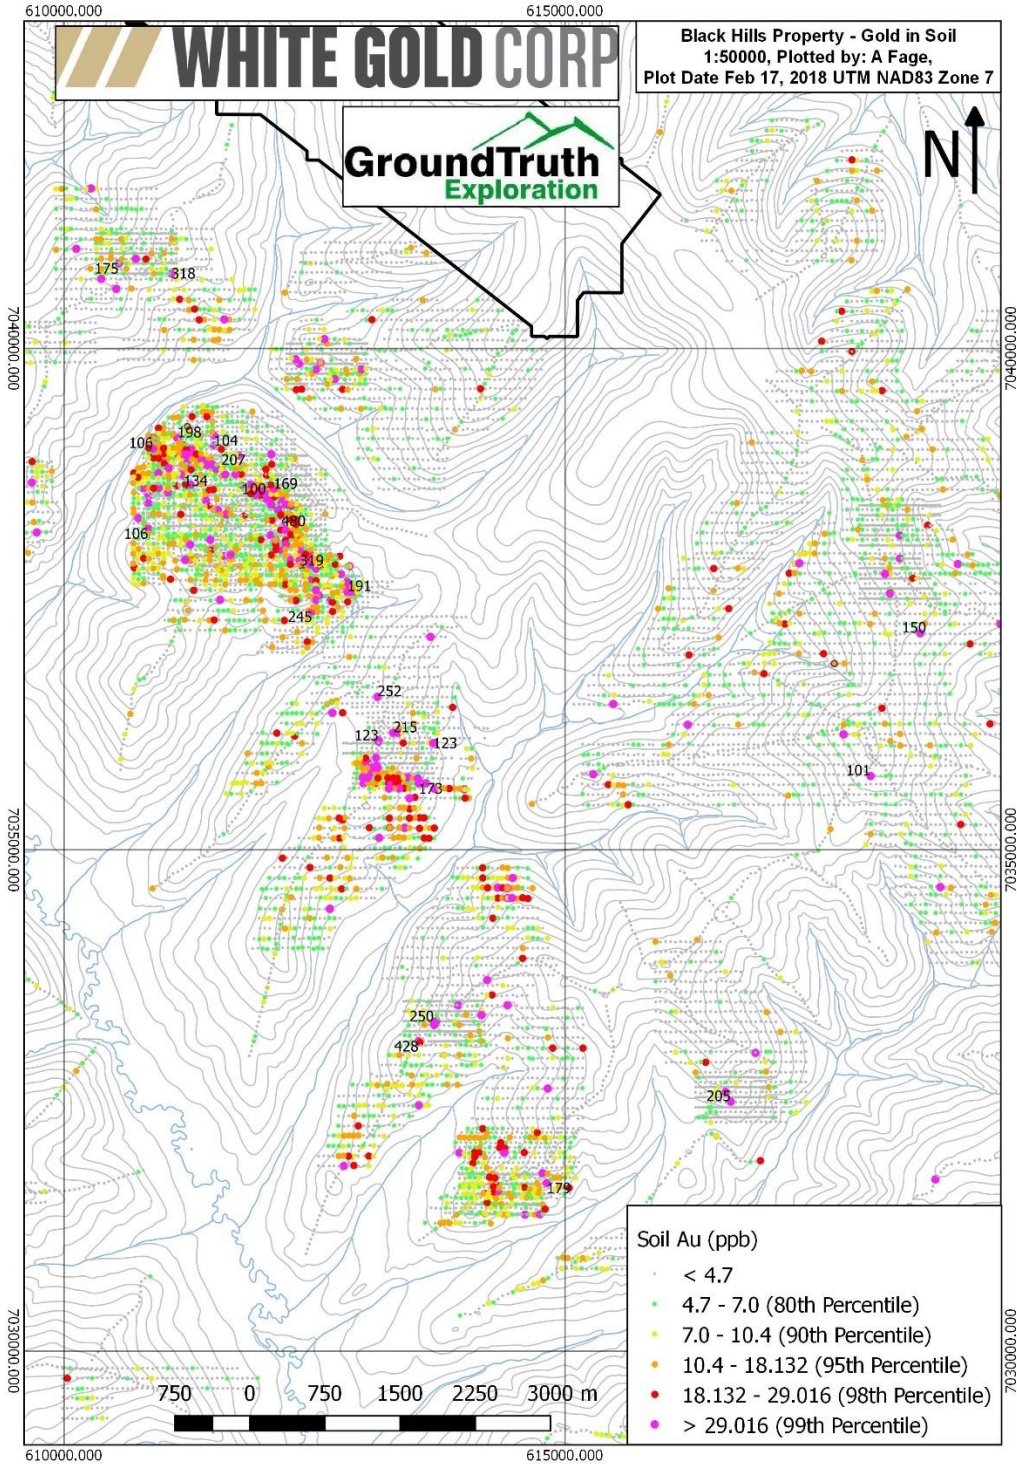 610000.000
615000.000
WHITE GOLD CORP
Black Hills Property - Gold in Soil
1:50000, Plotted by: A Fage,
Plot Date Feb 17, 2018 UTM NAD83 Zone 7
GroundTruth
Exploration
N
175
318
7040000.000
7040000.000
106
198
104
207
134
100
169
480
106
319
191
245
150
252
215
123
123
173
101
7035000.000
7035000.000
250
428
205
179
Soil Au (ppb)
< 4.7
4.7 - 7.0 (80th Percentile)
7.0 - 10.4 (90th Percentile)
10.4 - 18.132 (95th Percentile)
18.132 - 29.016 (98th Percentile)
> 29.016 (99th Percentile)
7030000.000
7030000.000
750 0 750 1500 2250 3000 m
610000.000
615000.000